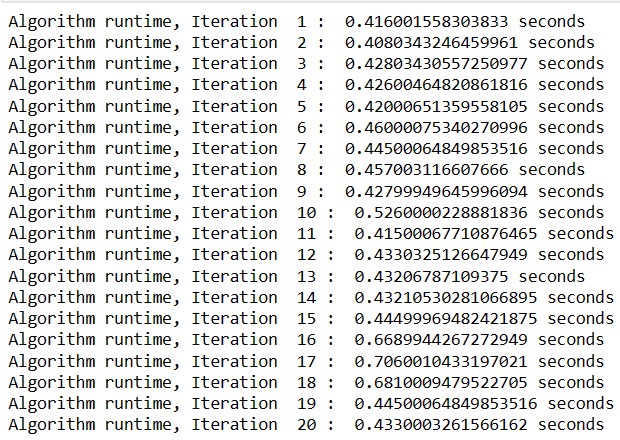 Algorithm runtime, Iteration  1 :  0.416001558303833 seconds
Algorithm runtime, Iteration  2 :  0.4080343246459961 seconds
Algorithm runtime, Iteration  3 :  0.42803430557250977 seconds
Algorithm runtime, Iteration  4 :  0.42600464820861816 seconds
Algorithm runtime, Iteration  5 :  0.42000651359558105 seconds
Algorithm runtime, Iteration  6 :  0.46000075340270996 seconds
Algorithm runtime, Iteration  7 :  0.44500064849853516 seconds
Algorithm runtime, Iteration  8 :  0.457003116607666 seconds
Algorithm runtime, Iteration  9 :  0.42799949645996094 seconds
Algorithm runtime, Iteration  10 :  0.5260000228881836 seconds
Algorithm runtime, Iteration  11 :  0.41500067710876465 seconds
Algorithm runtime, Iteration  12 :  0.4330325126647949 seconds
Algorithm runtime, Iteration  13 :  0.43206787109375 seconds
Algorithm runtime, Iteration  14 :  0.43210530281066895 seconds
Algorithm runtime, Iteration  15 :  0.44499969482421875 seconds
Algorithm runtime, Iteration  16 :  0.6689944267272949 seconds
Algorithm runtime, Iteration  17 :  0.7060010433197021 seconds
Algorithm runtime, Iteration  18 :  0.6810009479522705 seconds
Algorithm runtime, Iteration  19 :  0.44500064849853516 seconds
Algorithm runtime, Iteration  20 :  0.4330003261566162 seconds